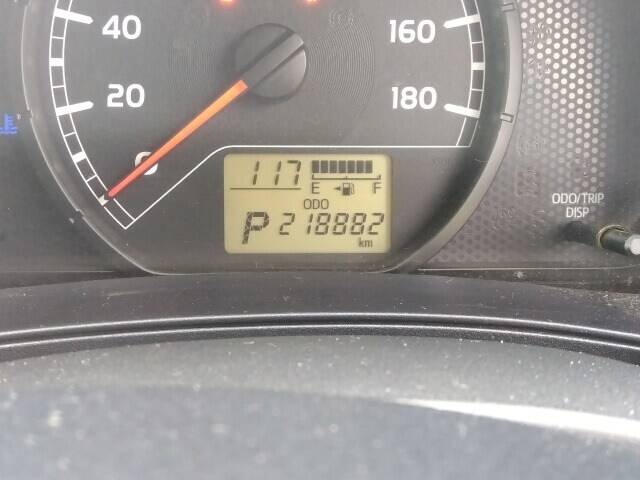 40
160
20
180
0
117
E F
ODO
P 218882
km
ODO/TRIP
DISP